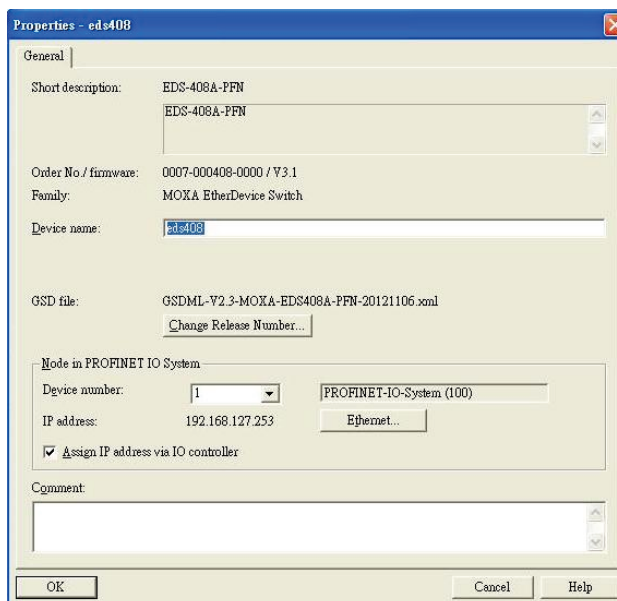 Properties - eds408
General
Short description: EDS-408A-PFN
EDS-408A-PFN
Order No./ firmware: 0007-000408-0000 / V3.1
Family: MOXA EtherDevice Switch
Device name: eds408
GSD file: GSDML-V2.3-MOXA-EDS408A-PFN-20121106.xml
Change Release Number...
Node in PROFINET IO System
Device number: 1 PROFINET-IO-System (100)
IP address: 192.168.127.253 Ethernet...
Assign IP address via IO controller
Comment:
OK Cancel Help